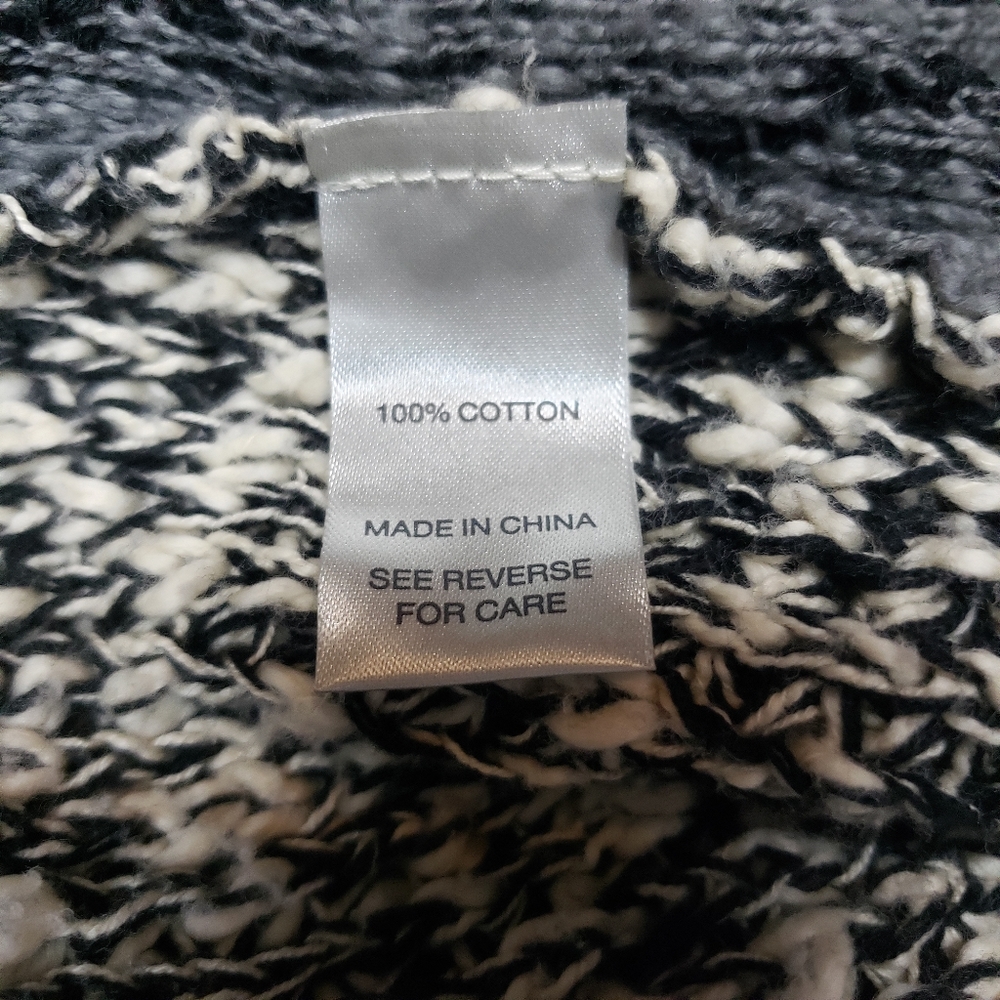 100% COTTON
MADE IN CHINA
SEE REVERSE
FOR CARE